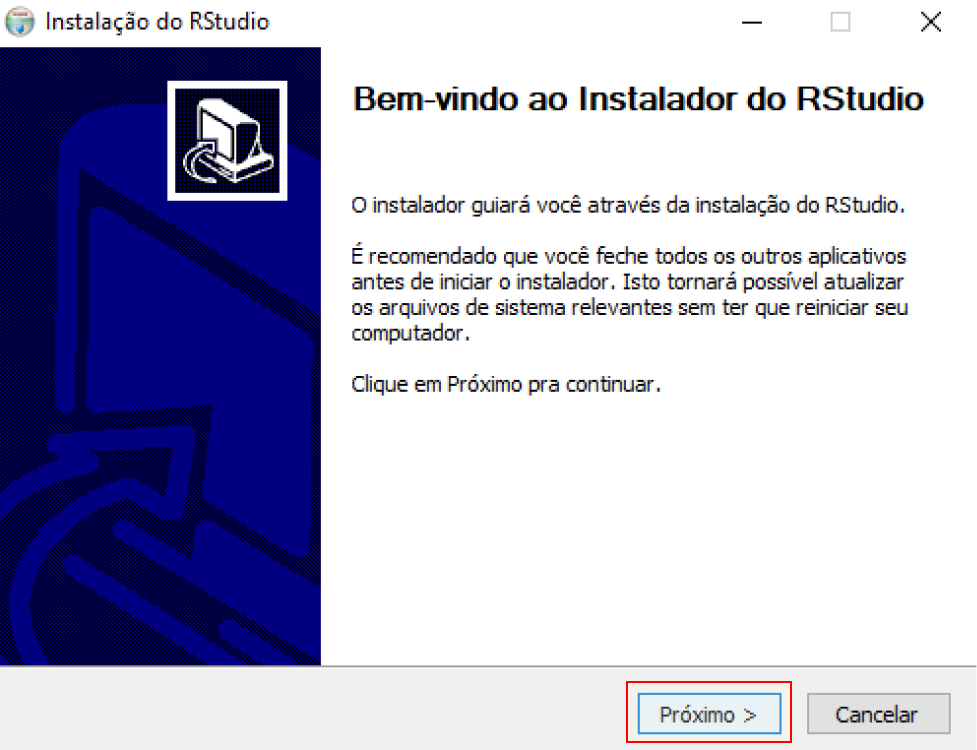 Instalação do RStudio
Bem-vindo ao Instalador do RStudio
O instalador guiará você através da instalação do RStudio.
É recomendado que você feche todos os outros aplicativos
antes de iniciar o instalador. Isto tornará possível atualizar
os arquivos de sistema relevantes sem ter que reiniciar seu
computador.
Clique em Próximo pra continuar.
Próximo >
Cancelar